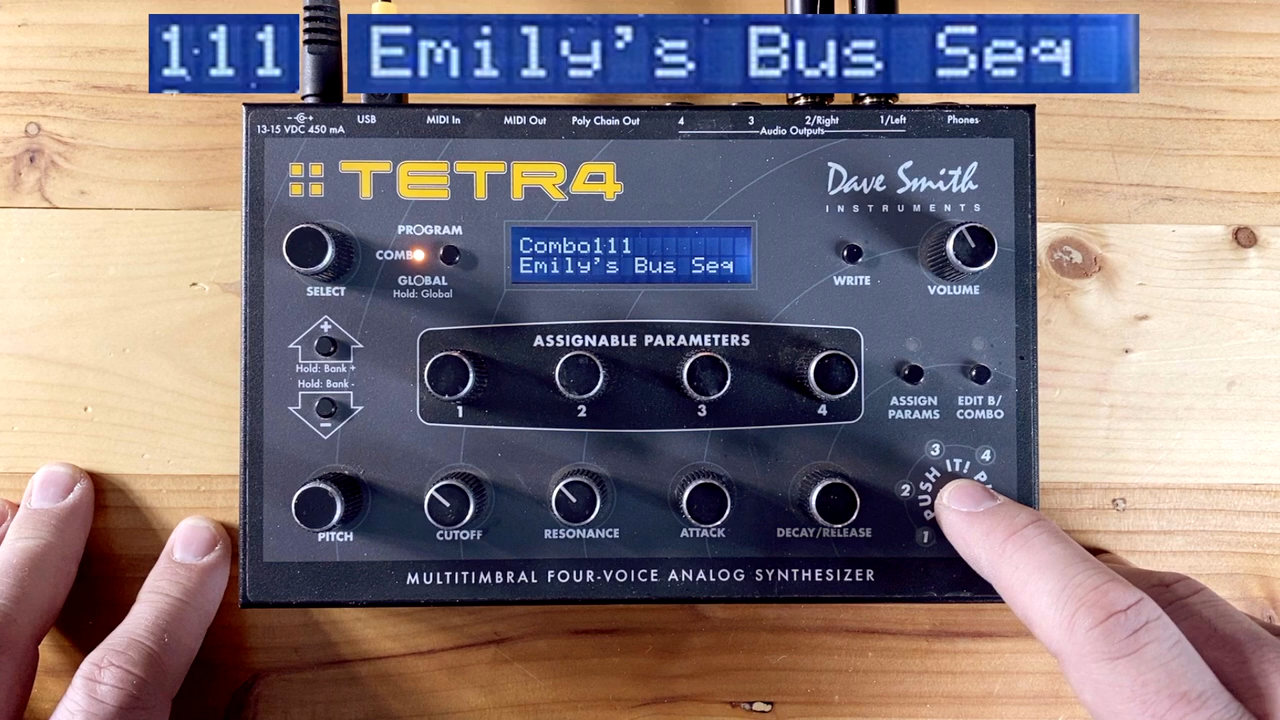 111 Emily's Bus Seq
13-15 VDC 450 mA
USB
MIDI In
MIDI Out
Poly Chain Out
4
3
2/Right
1/Left
Phones
Audio Outputs
TETR4
Dave Smith
INSTRUMENTS
PROGRAM
COMBO
GLOBAL
Hold: Global
SELECT
Combo111
Emily's Bus Seq
WRITE
VOLUME
+
Hold: Bank +
Hold: Bank -
-
ASSIGNABLE PARAMETERS
1
2
3
4
ASSIGN
PARAMS
EDIT B/
COMBO
PITCH
CUTOFF
RESONANCE
ATTACK
DECAY/RELEASE
1
2
3
4
PUSH IT!
MULTITIMBRAL FOUR-VOICE ANALOG SYNTHESIZER